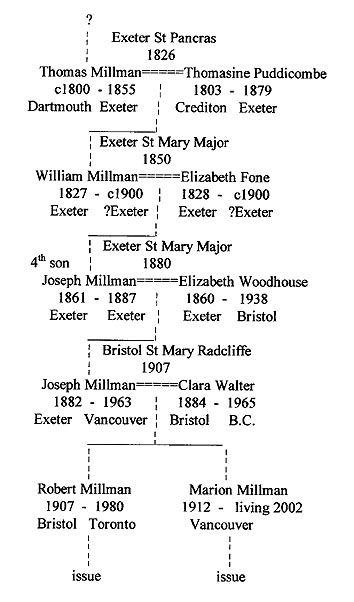 ?
Exeter St Pancras
1826
Thomas Millman=====Thomasine Puddicombe
c1800 - 1855 1803 - 1879
Dartmouth Exeter Crediton Exeter
Exeter St Mary Major
1850
William Millman=====Elizabeth Fone
1827 - c1900 1828 - c1900
Exeter ?Exeter Exeter ?Exeter
Exeter St Mary Major
4th son 1880
Joseph Millman=====Elizabeth Woodhouse
1861 - 1887 1860 - 1938
Exeter Exeter Exeter Bristol
Bristol St Mary Radcliffe
1907
Joseph Millman=====Clara Walter
1882 - 1963 1884 - 1965
Exeter Vancouver Bristol B.C.
Robert Millman Marion Millman
1907 - 1980 1912 - living 2002
Bristol Toronto Vancouver
issue issue